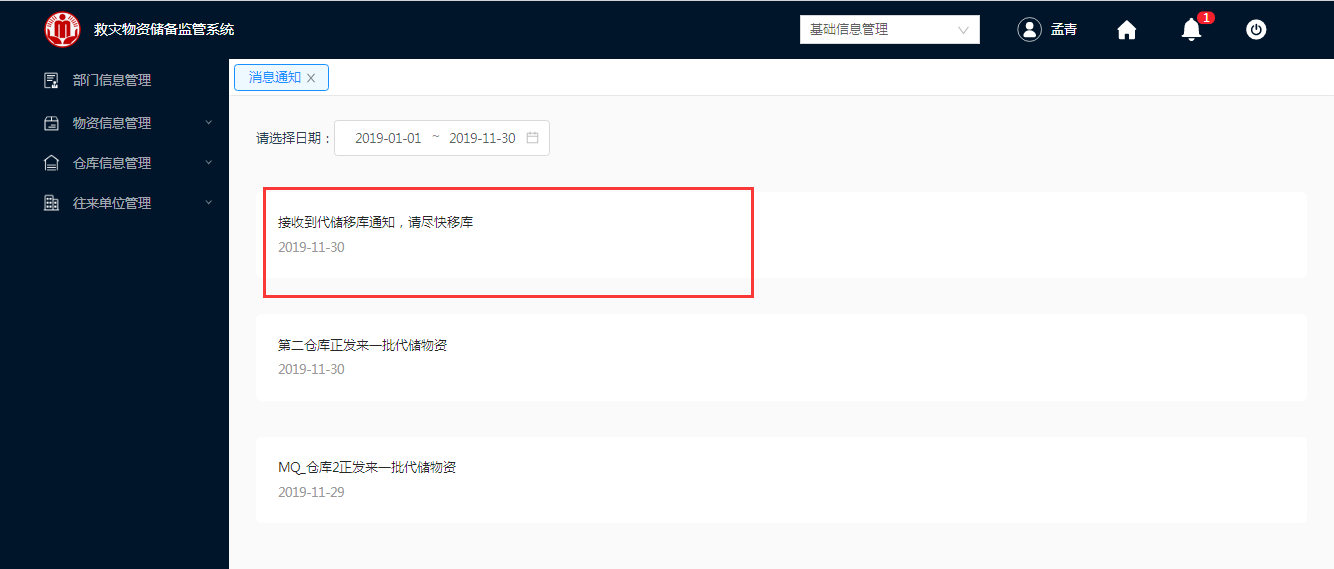 救灾物资储备监管系统
基础信息管理
孟青
1
部门信息管理
物资信息管理
仓库信息管理
往来单位管理
消息通知
请选择日期：
2019-01-01 ~ 2019-11-30
接收到代储移库通知，请尽快移库
2019-11-30
第二仓库正发来一批代储物资
2019-11-30
MQ_仓库2正发来一批代储物资
2019-11-29